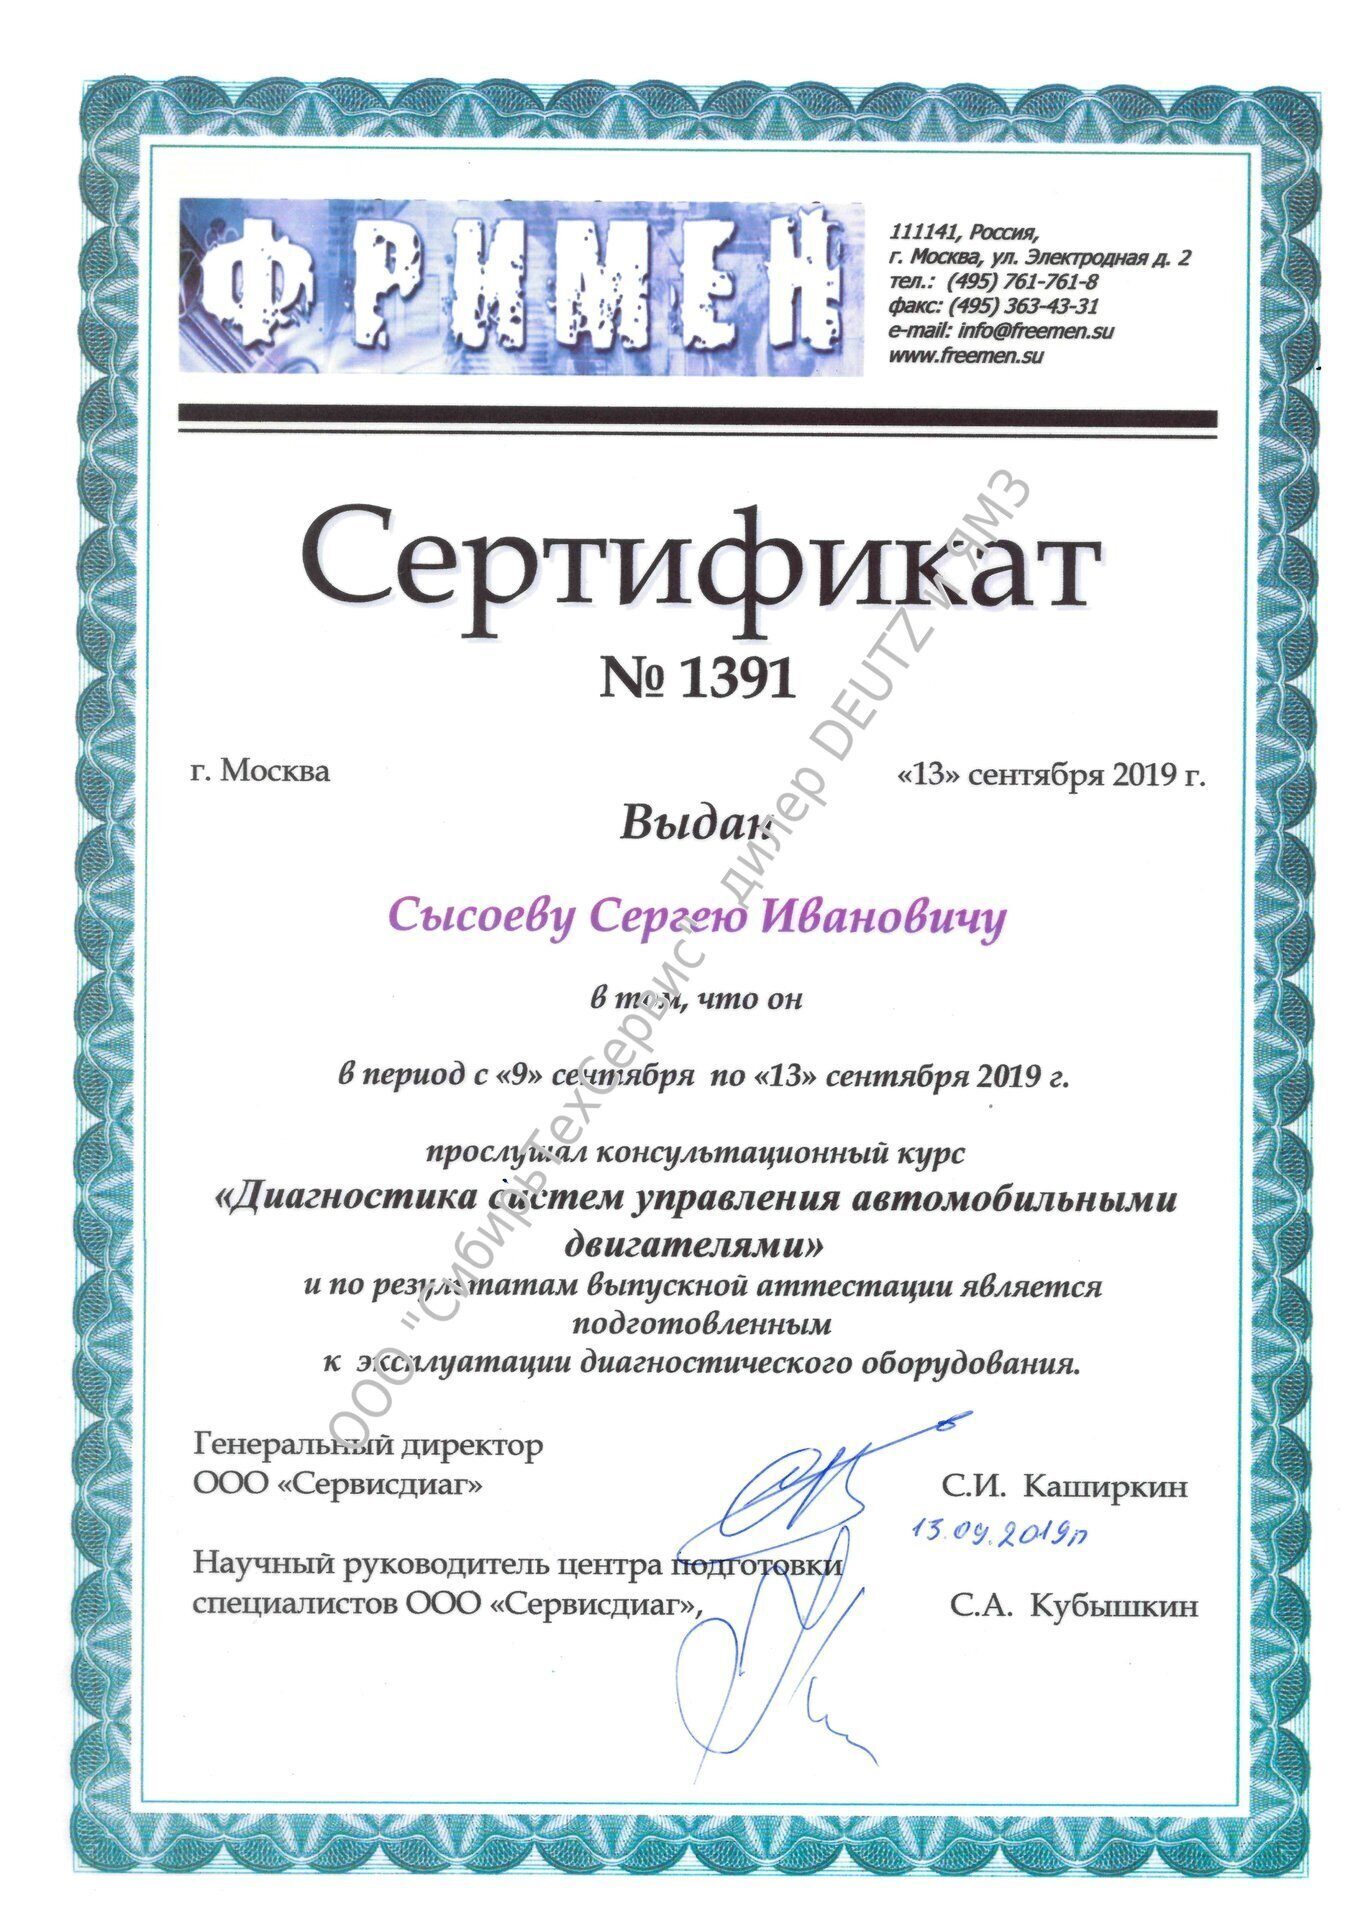 ФРИМЕН
111141, Россия,
г. Москва, ул. Электродная д. 2
тел.: (495) 761-761-8
факс: (495) 363-43-31
e-mail: info@freemen.su
www.freemen.su
Сертификат
№ 1391
г. Москва
«13» сентября 2019 г.
Выдан
Сысоеву Сергею Ивановичу
в том, что он
в период с «9» сентября по «13» сентября 2019 г.
прослушал консультационный курс
«Диагностика систем управления автомобильными
двигателями»
и по результатам выпускной аттестации является
подготовленным
к эксплуатации диагностического оборудования.
Генеральный директор
ООО «Сервисдиаг»
С.И. Каширкин
13.09.2019г
Научный руководитель центра подготовки
специалистов ООО «Сервисдиаг»,
С.А. Кубышкин
ООО "СибирьТехСервис" дилер DEUTZ и ЯМЗ